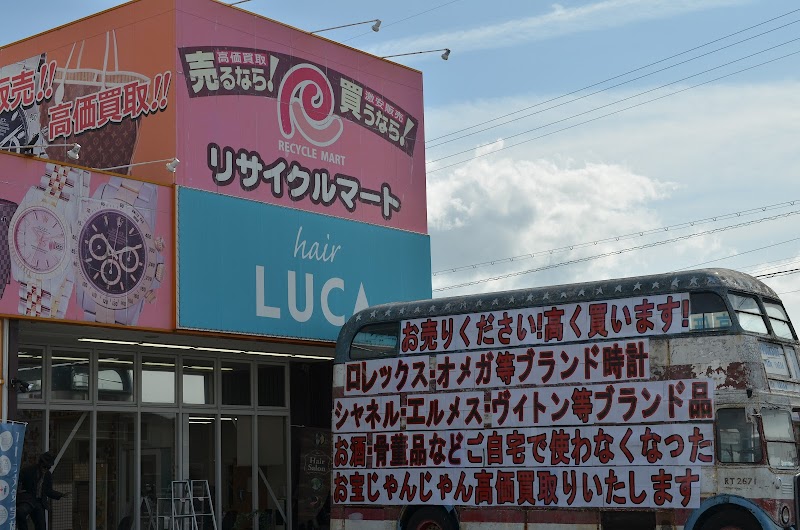 販売!!
高価買取!!
高価買取
売るなら!
激安販売
買うなら!
RECYCLE MART
リサイクルマート
hair
LUCA
お売りください!高く買います!
ロレックス・オメガ等ブランド時計
シャネル・エルメス・ヴィトン等ブランド品
お酒・骨董品などご自宅で使わなくなった
お宝じゃんじゃん高価買取りいたします
Hair
Salon
RT 2671